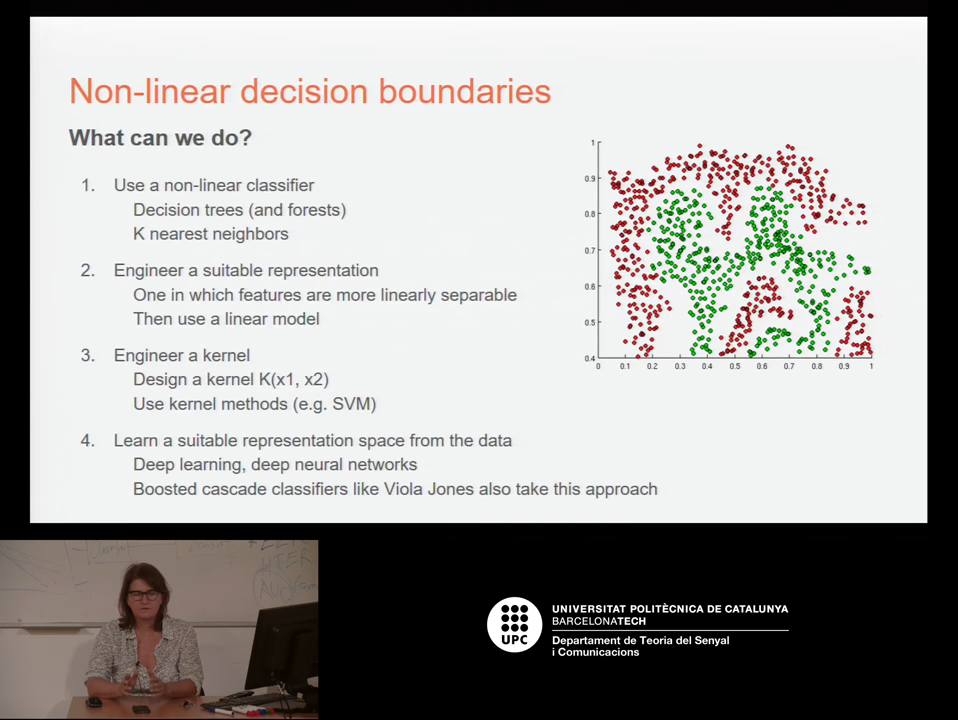 Non-linear decision boundaries
What can we do?
1. Use a non-linear classifier
Decision trees (and forests)
K nearest neighbors
2. Engineer a suitable representation
One in which features are more linearly separable
Then use a linear model
3. Engineer a kernel
Design a kernel K(x1, x2)
Use kernel methods (e.g. SVM)
4. Learn a suitable representation space from the data
Deep learning, deep neural networks
Boosted cascade classifiers like Viola Jones also take this approach
1
0.9
0.8
0.7
0.6
0.5
0.4
0 0.1 0.2 0.3 0.4 0.5 0.6 0.7 0.8 0.9 1
UPC
UNIVERSITAT POLITÈCNICA DE CATALUNYA
BARCELONATECH
Departament de Teoria del Senyal
i Comunicacions